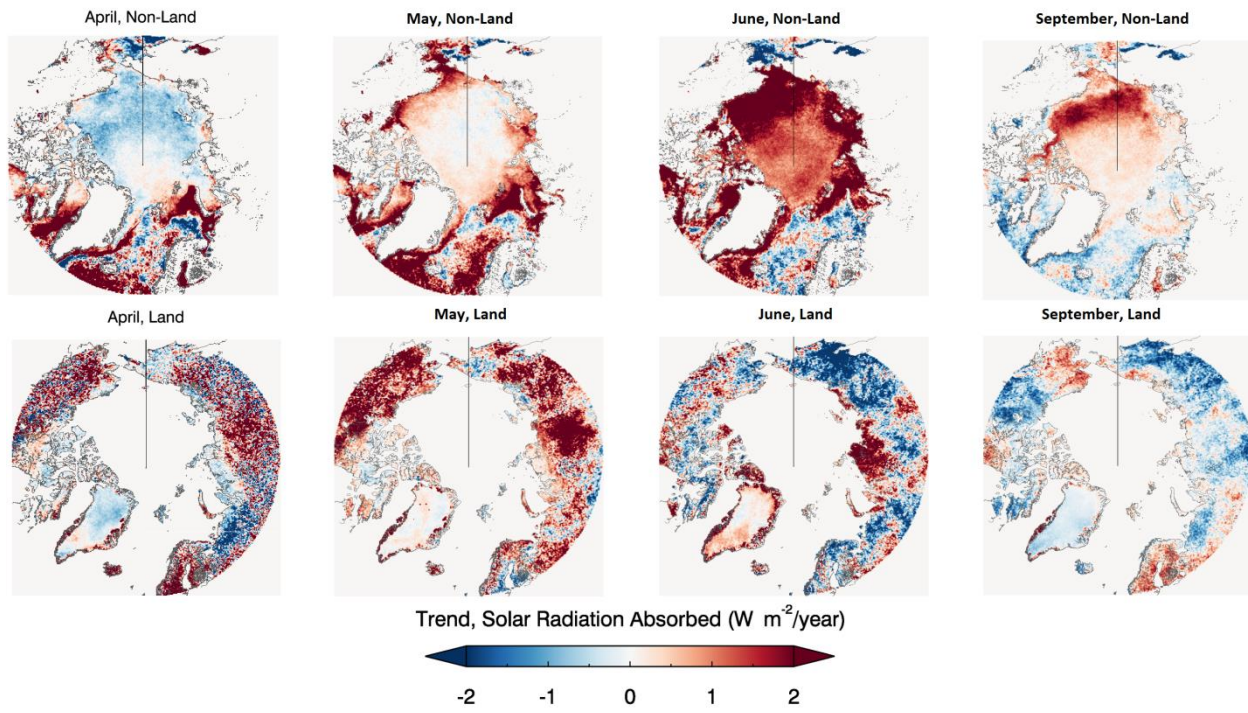 April, Non-Land
May, Non-Land
June, Non-Land
September, Non-Land
April, Land
May, Land
June, Land
September, Land
Trend, Solar Radiation Absorbed (W m⁻²/year)
-2 -1 0 1 2